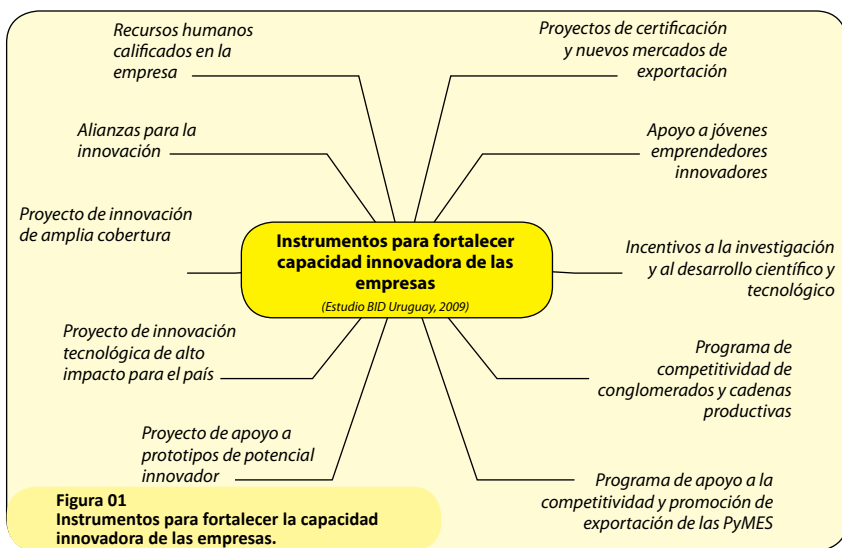 Recursos humanos
calificados en la
empresa
Proyectos de certificación
y nuevos mercados de
exportación
Alianzas para la
innovación
Apoyo a jóvenes
emprendedores
innovadores
Proyecto de innovación
de amplia cobertura
Instrumentos para fortalecer
capacidad innovadora de las
empresas
(Estudio BID Uruguay, 2009)
Incentivos a la investigación
y al desarrollo científico y
tecnológico
Proyecto de innovación
tecnológica de alto
impacto para el país
Programa de
competitividad de
conglomerados y cadenas
productivas
Proyecto de apoyo a
prototipos de potencial
innovador
Programa de apoyo a la
competitividad y promoción de
exportación de las PyMES
Figura 01
Instrumentos para fortalecer la capacidad
innovadora de las empresas.